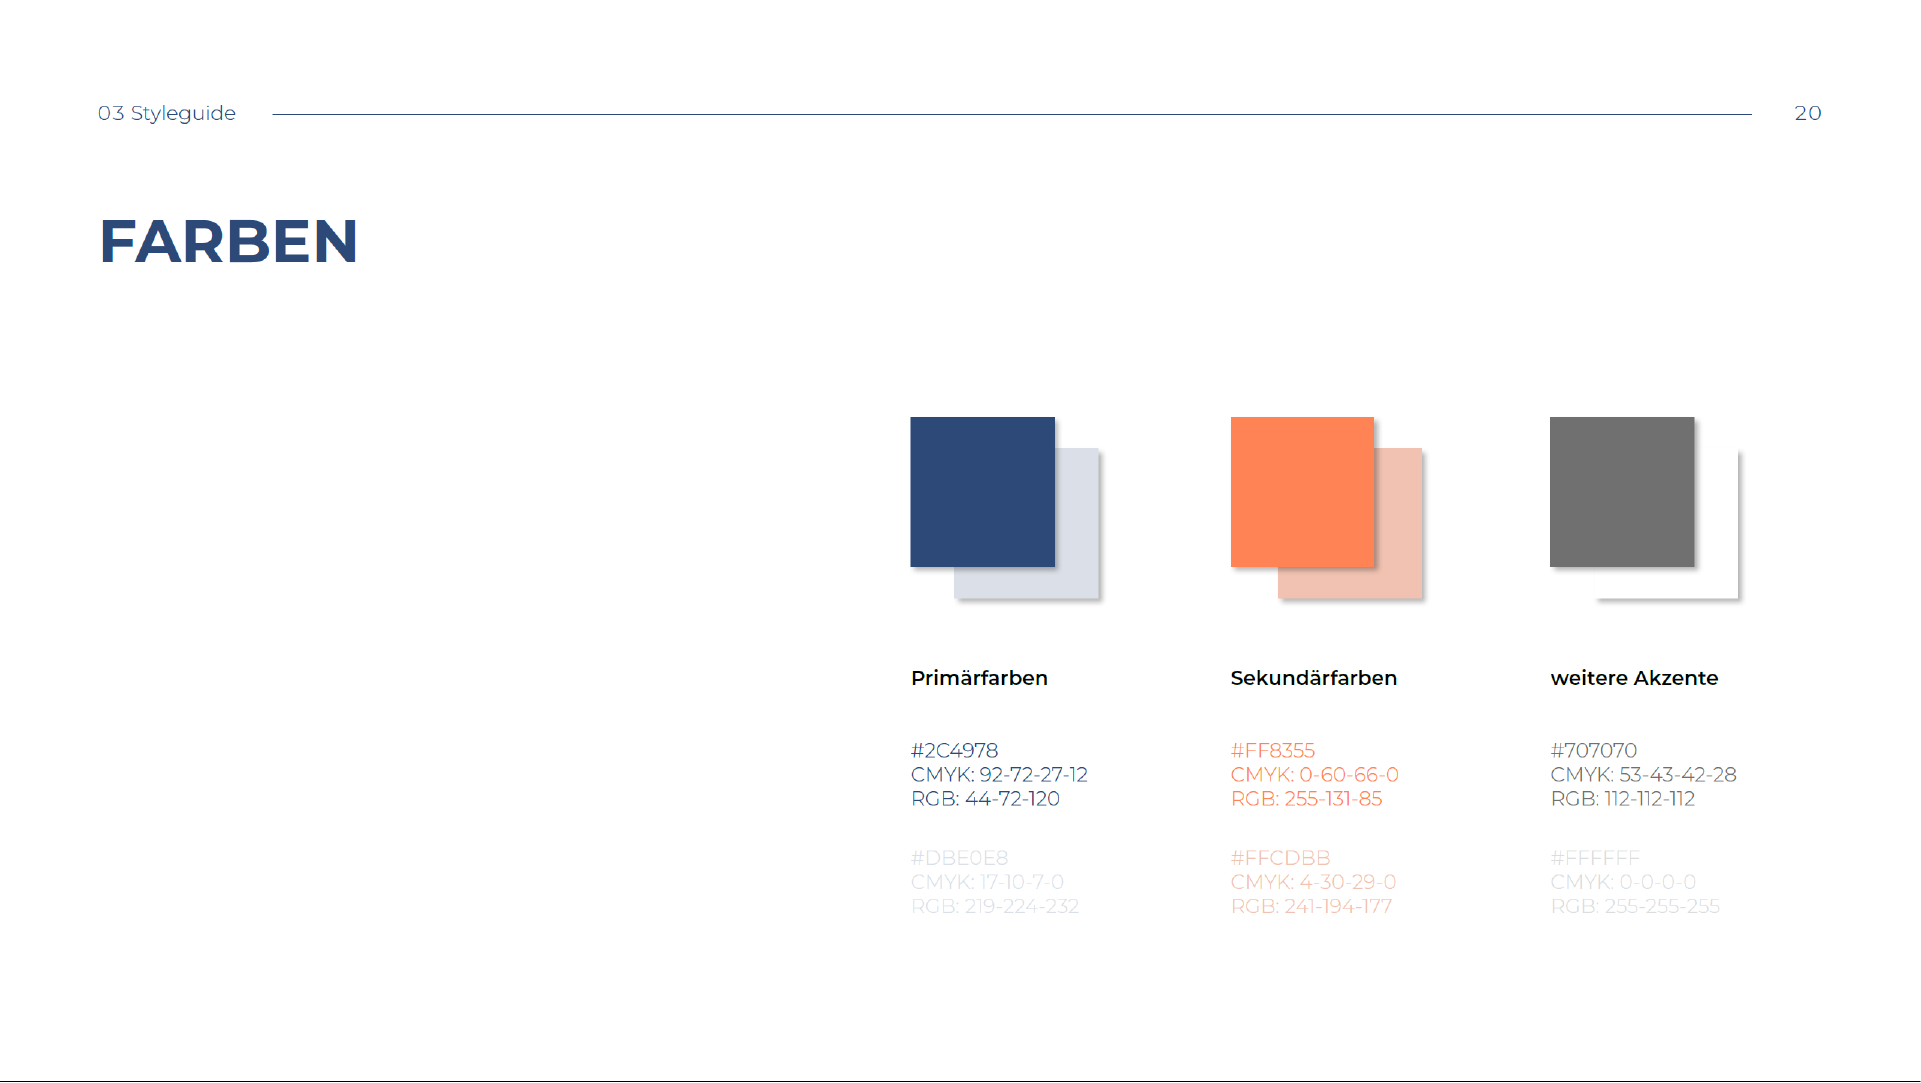 03 Styleguide
20
FARBEN
Primärfarben
#2C4978
CMYK: 92-72-27-12
RGB: 44-72-120
#DBE0E8
CMYK: 17-10-7-0
RGB: 219-224-232
Sekundärfarben
#FF8355
CMYK: 0-60-66-0
RGB: 255-131-85
#FFCDBB
CMYK: 4-30-29-0
RGB: 241-194-177
weitere Akzente
#707070
CMYK: 53-43-42-28
RGB: 112-112-112
#FFFFFF
CMYK: 0-0-0-0
RGB: 255-255-255